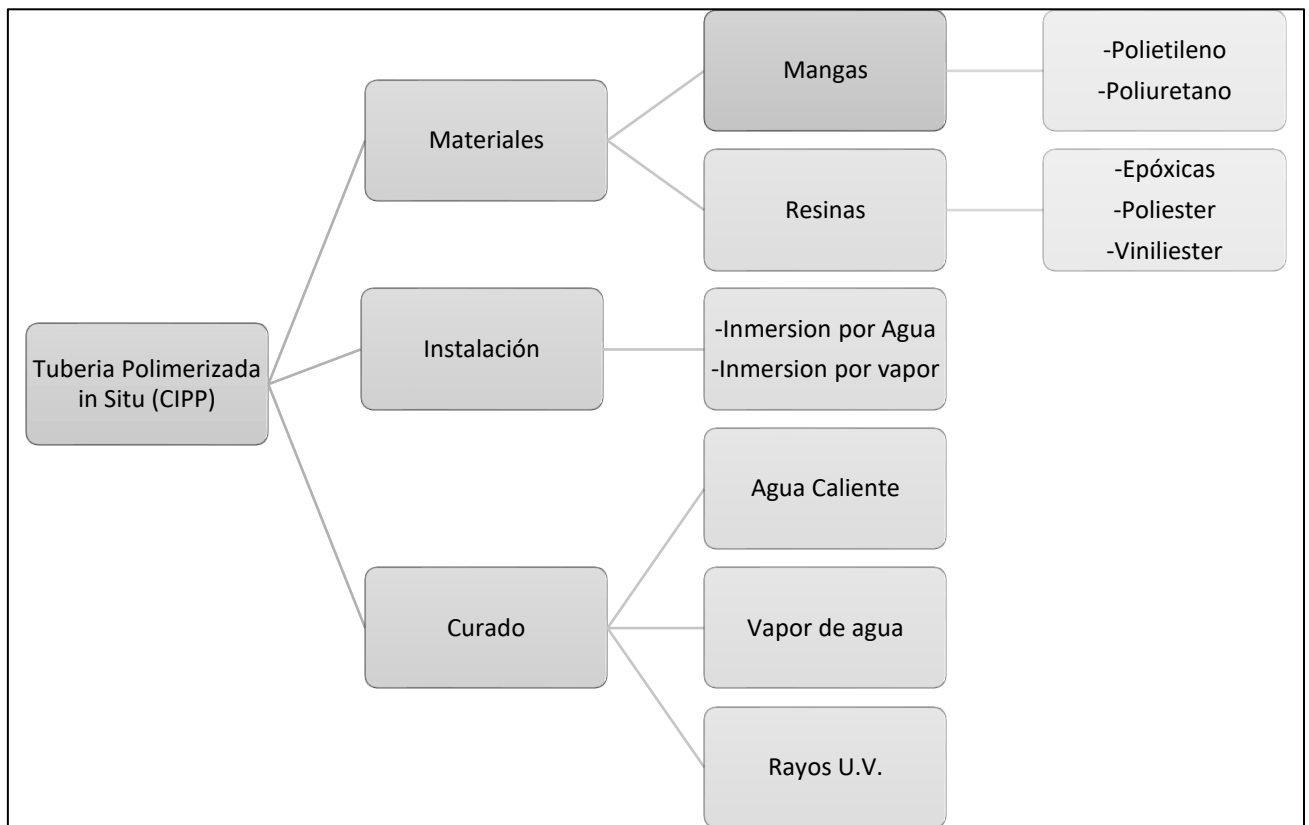 Tuberia Polimerizada
in Situ (CIPP)
Materiales
Mangas
-Polietileno
-Poliuretano
Resinas
-Epóxicas
-Poliester
-Viniliester
Instalación
-Inmersion por Agua
-Inmersion por vapor
Curado
Agua Caliente
Vapor de agua
Rayos U.V.